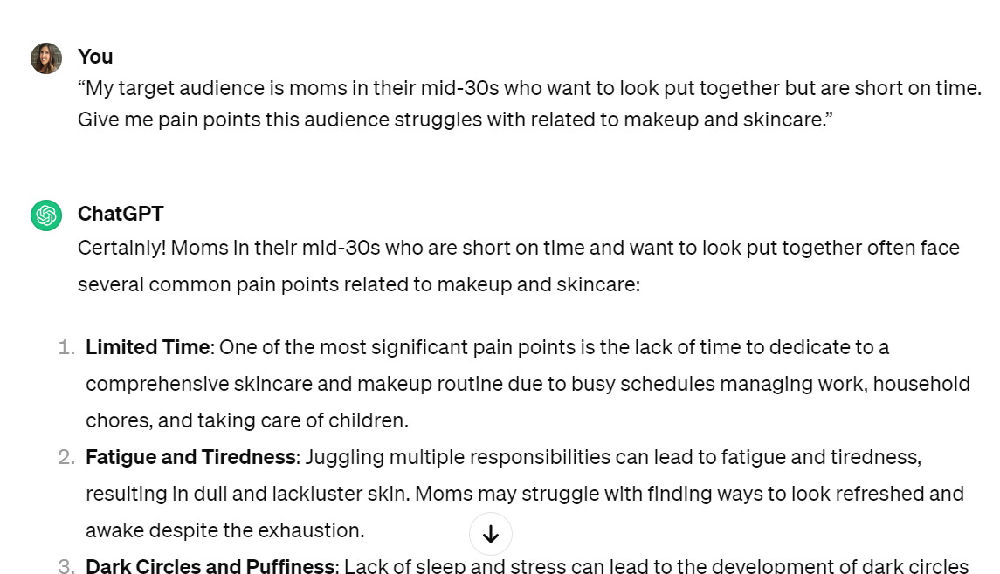 You
“My target audience is moms in their mid-30s who want to look put together but are short on time.
Give me pain points this audience struggles with related to makeup and skincare.”
ChatGPT
Certainly! Moms in their mid-30s who are short on time and want to look put together often face
several common pain points related to makeup and skincare:
1. Limited Time: One of the most significant pain points is the lack of time to dedicate to a
comprehensive skincare and makeup routine due to busy schedules managing work, household
chores, and taking care of children.
2. Fatigue and Tiredness: Juggling multiple responsibilities can lead to fatigue and tiredness,
resulting in dull and lackluster skin. Moms may struggle with finding ways to look refreshed and
awake despite the exhaustion.
3. Dark Circles and Puffiness: Lack of sleep and stress can lead to the development of dark circles